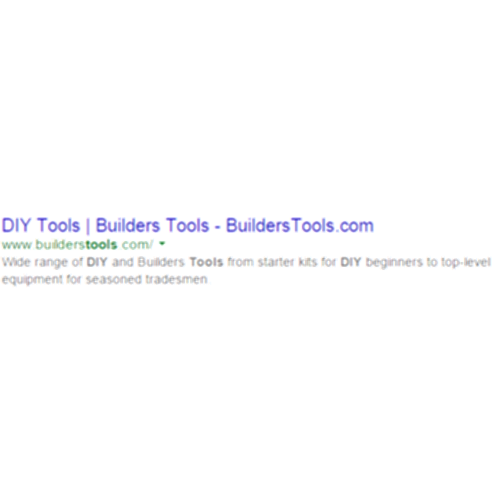 DIY Tools | Builders Tools - BuildersTools.com
www.builderstools.com/
Wide range of DIY and Builders Tools from starter kits for DIY beginners to top-level
equipment for seasoned tradesmen.